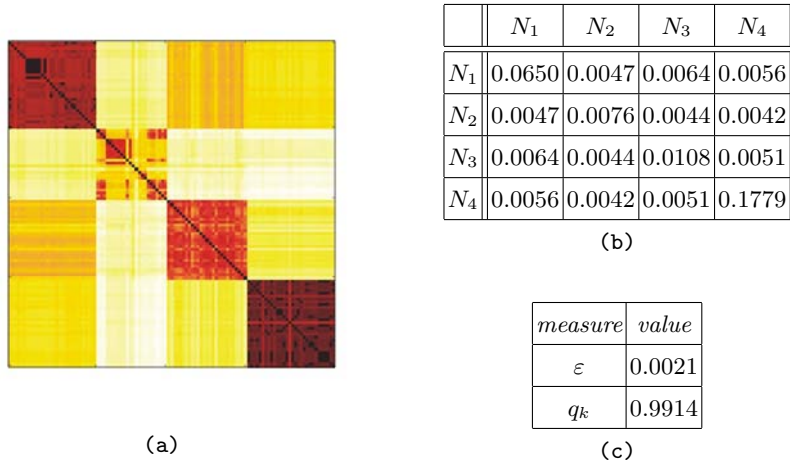 N₁ N₂ N₃ N₄
N₁ 0.0650 0.0047 0.0064 0.0056
N₂ 0.0047 0.0076 0.0044 0.0042
N₃ 0.0064 0.0044 0.0108 0.0051
N₄ 0.0056 0.0042 0.0051 0.1779
(b)
measure value
ε 0.0021
qₖ 0.9914
(a)
(c)